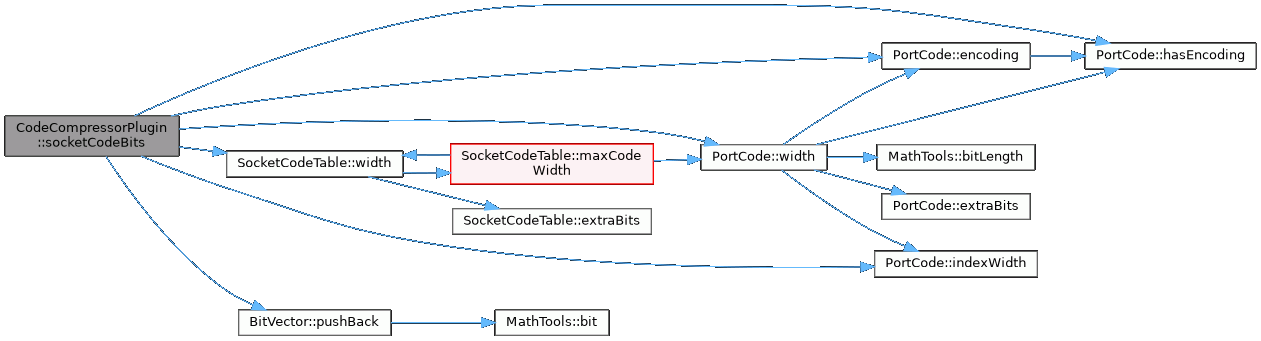 CodeCompressorPlugin
::socketCodeBits
PortCode::encoding
PortCode::hasEncoding
SocketCodeTable::width
SocketCodeTable::maxCode
Width
PortCode::width
MathTools::bitLength
PortCode::extraBits
SocketCodeTable::extraBits
PortCode::indexWidth
BitVector::pushBack
MathTools::bit